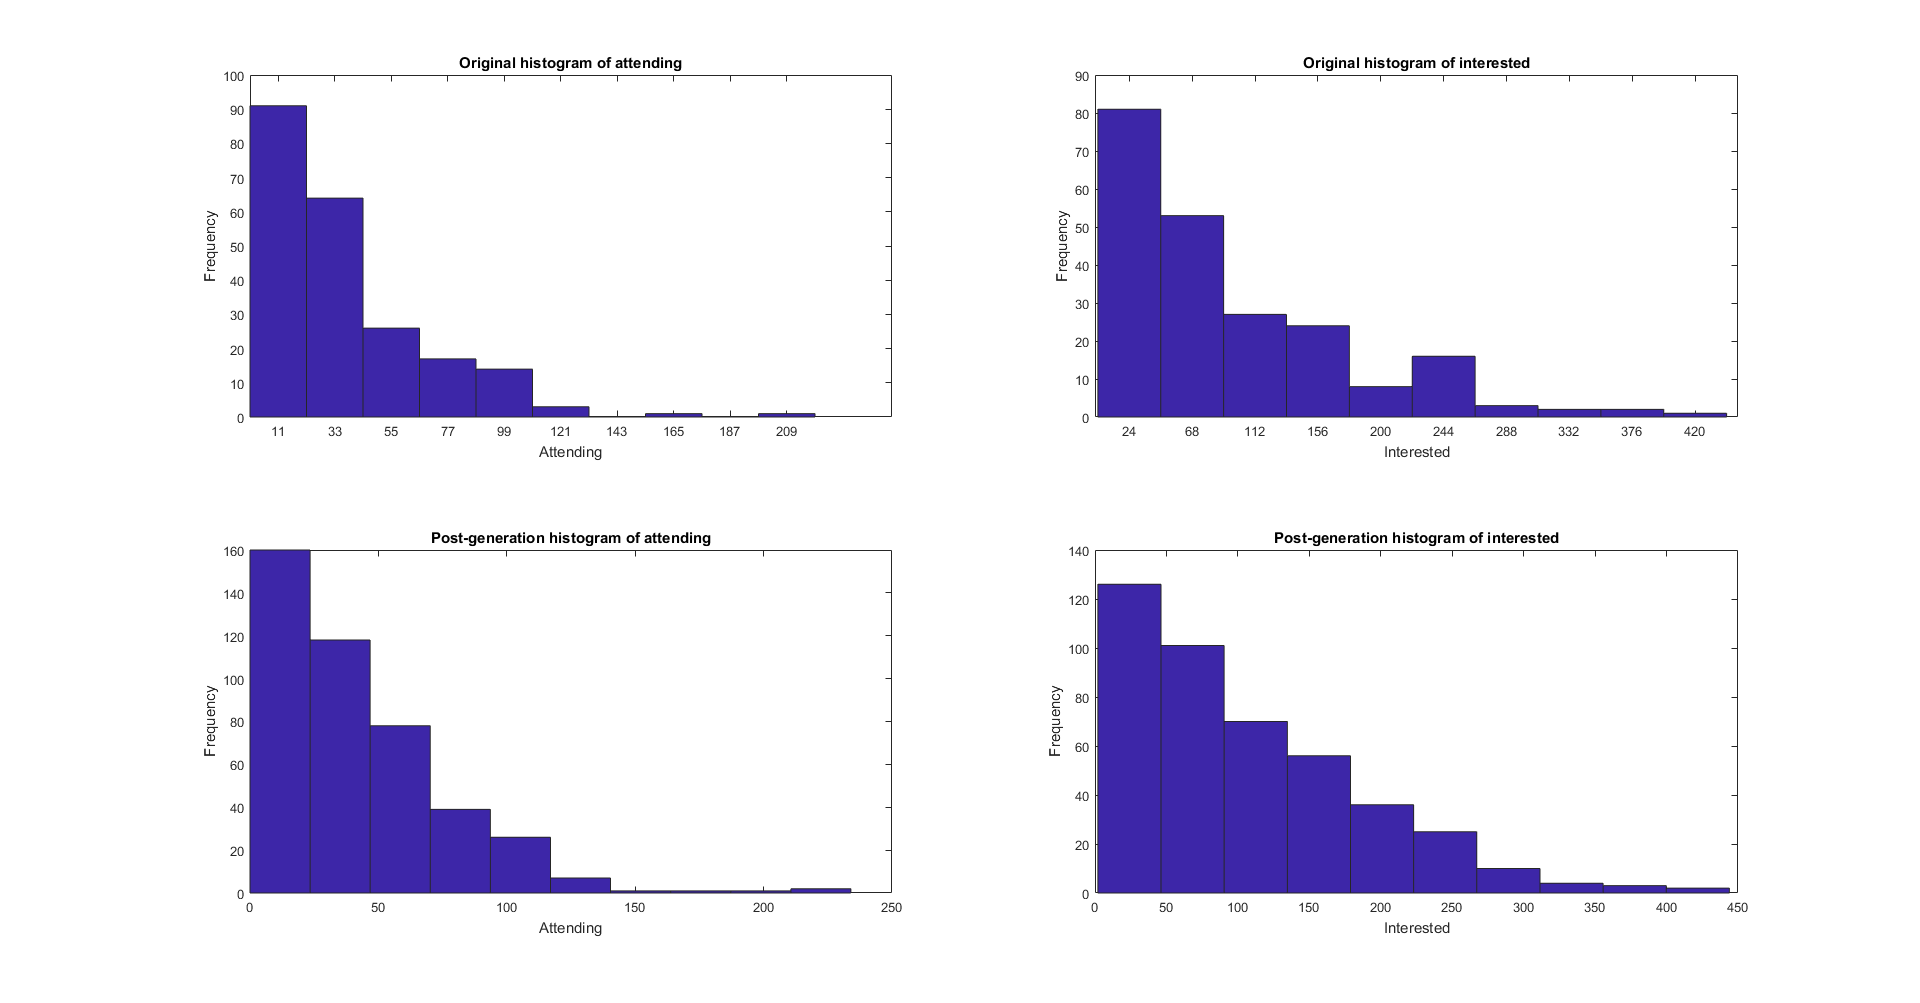 Original histogram of attending
100
90
80
70
60
50
40
30
20
10
0
Frequency
11 33 55 77 99 121 143 165 187 209
Attending
Original histogram of interested
90
80
70
60
50
40
30
20
10
0
Frequency
24 68 112 156 200 244 288 332 376 420
Interested
Post-generation histogram of attending
160
140
120
100
80
60
40
20
0
Frequency
0 50 100 150 200 250
Attending
Post-generation histogram of interested
140
120
100
80
60
40
20
0
Frequency
0 50 100 150 200 250 300 350 400 450
Interested